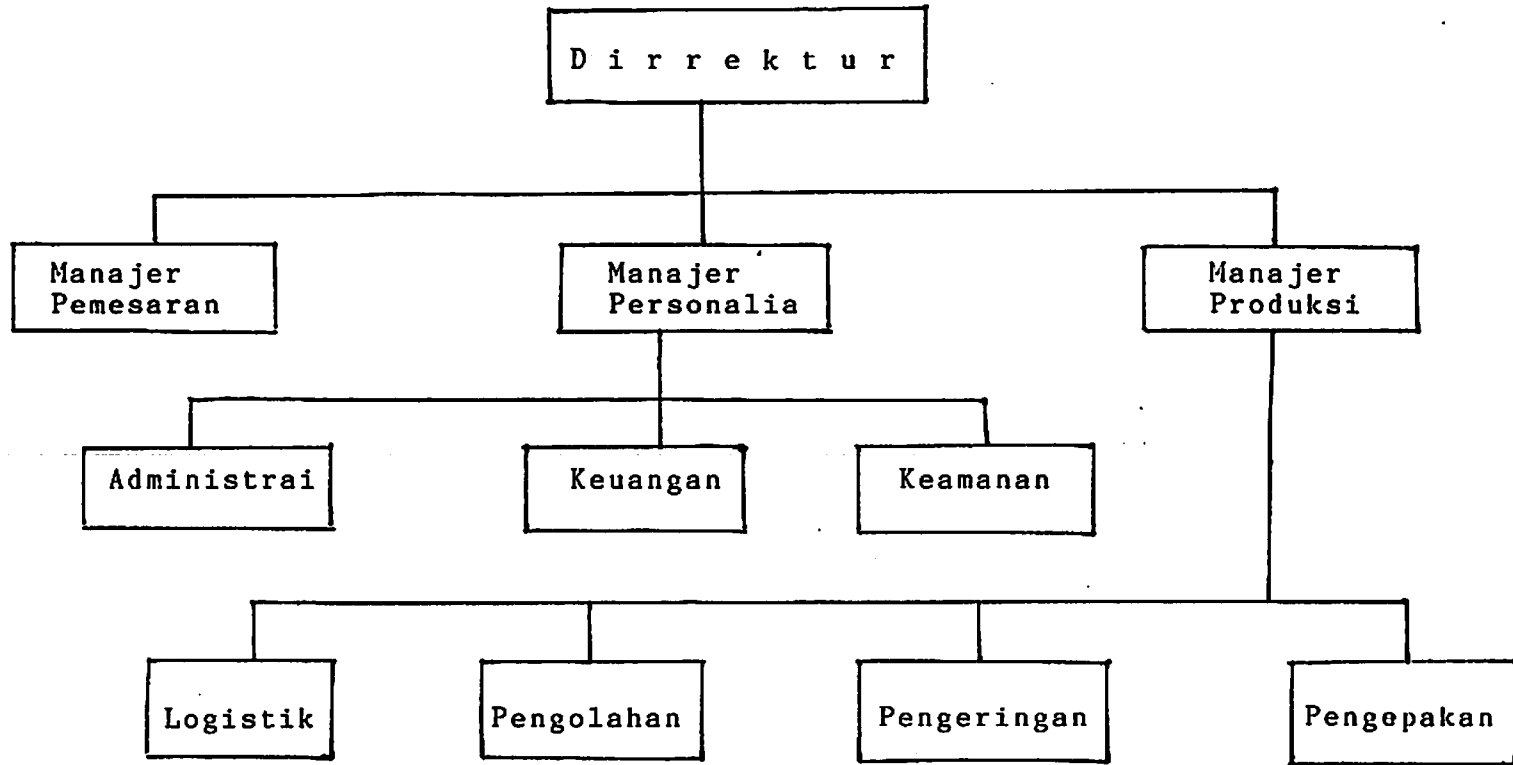 D i r r e k t u r
Manajer
Pemesaran
Manajer
Personalia
Manajer
Produksi
Administrai
Keuangan
Keamanan
Logistik
Pengolahan
Pengeringan
Pengepakan